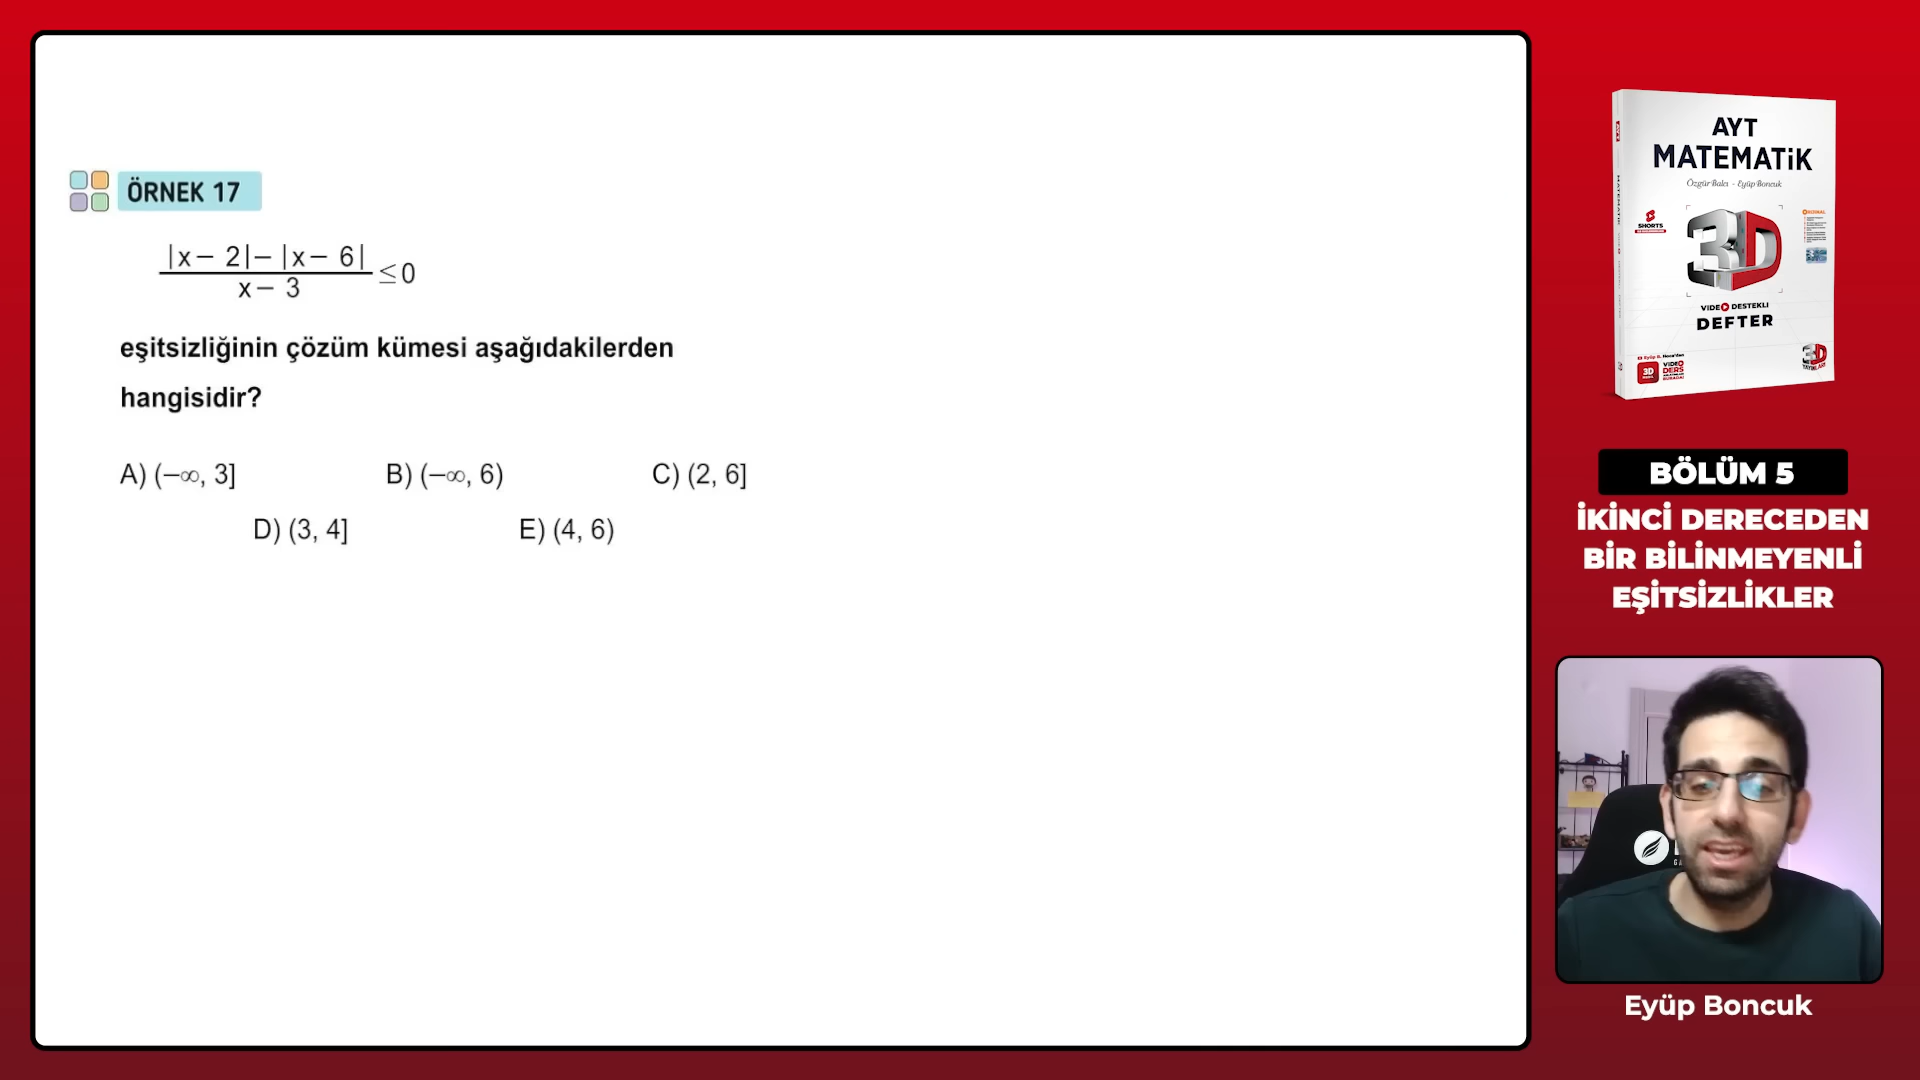 ÖRNEK 17
|x − 2| − |x − 6|
x − 3
≤ 0
eşitsizliğinin çözüm kümesi aşağıdakilerden
hangisidir?
A) (−∞, 3]
B) (−∞, 6)
C) (2, 6]
D) (3, 4]
E) (4, 6)
AYT
MATEMATİK
Özgür Balcı - Eyüp Boncuk
SHORTS
3D
VİDEO DESTEKLİ
DEFTER
BÖLÜM 5
İKİNCİ DERECEDEN
BİR BİLİNMEYENLİ
EŞİTSİZLİKLER
Eyüp Boncuk